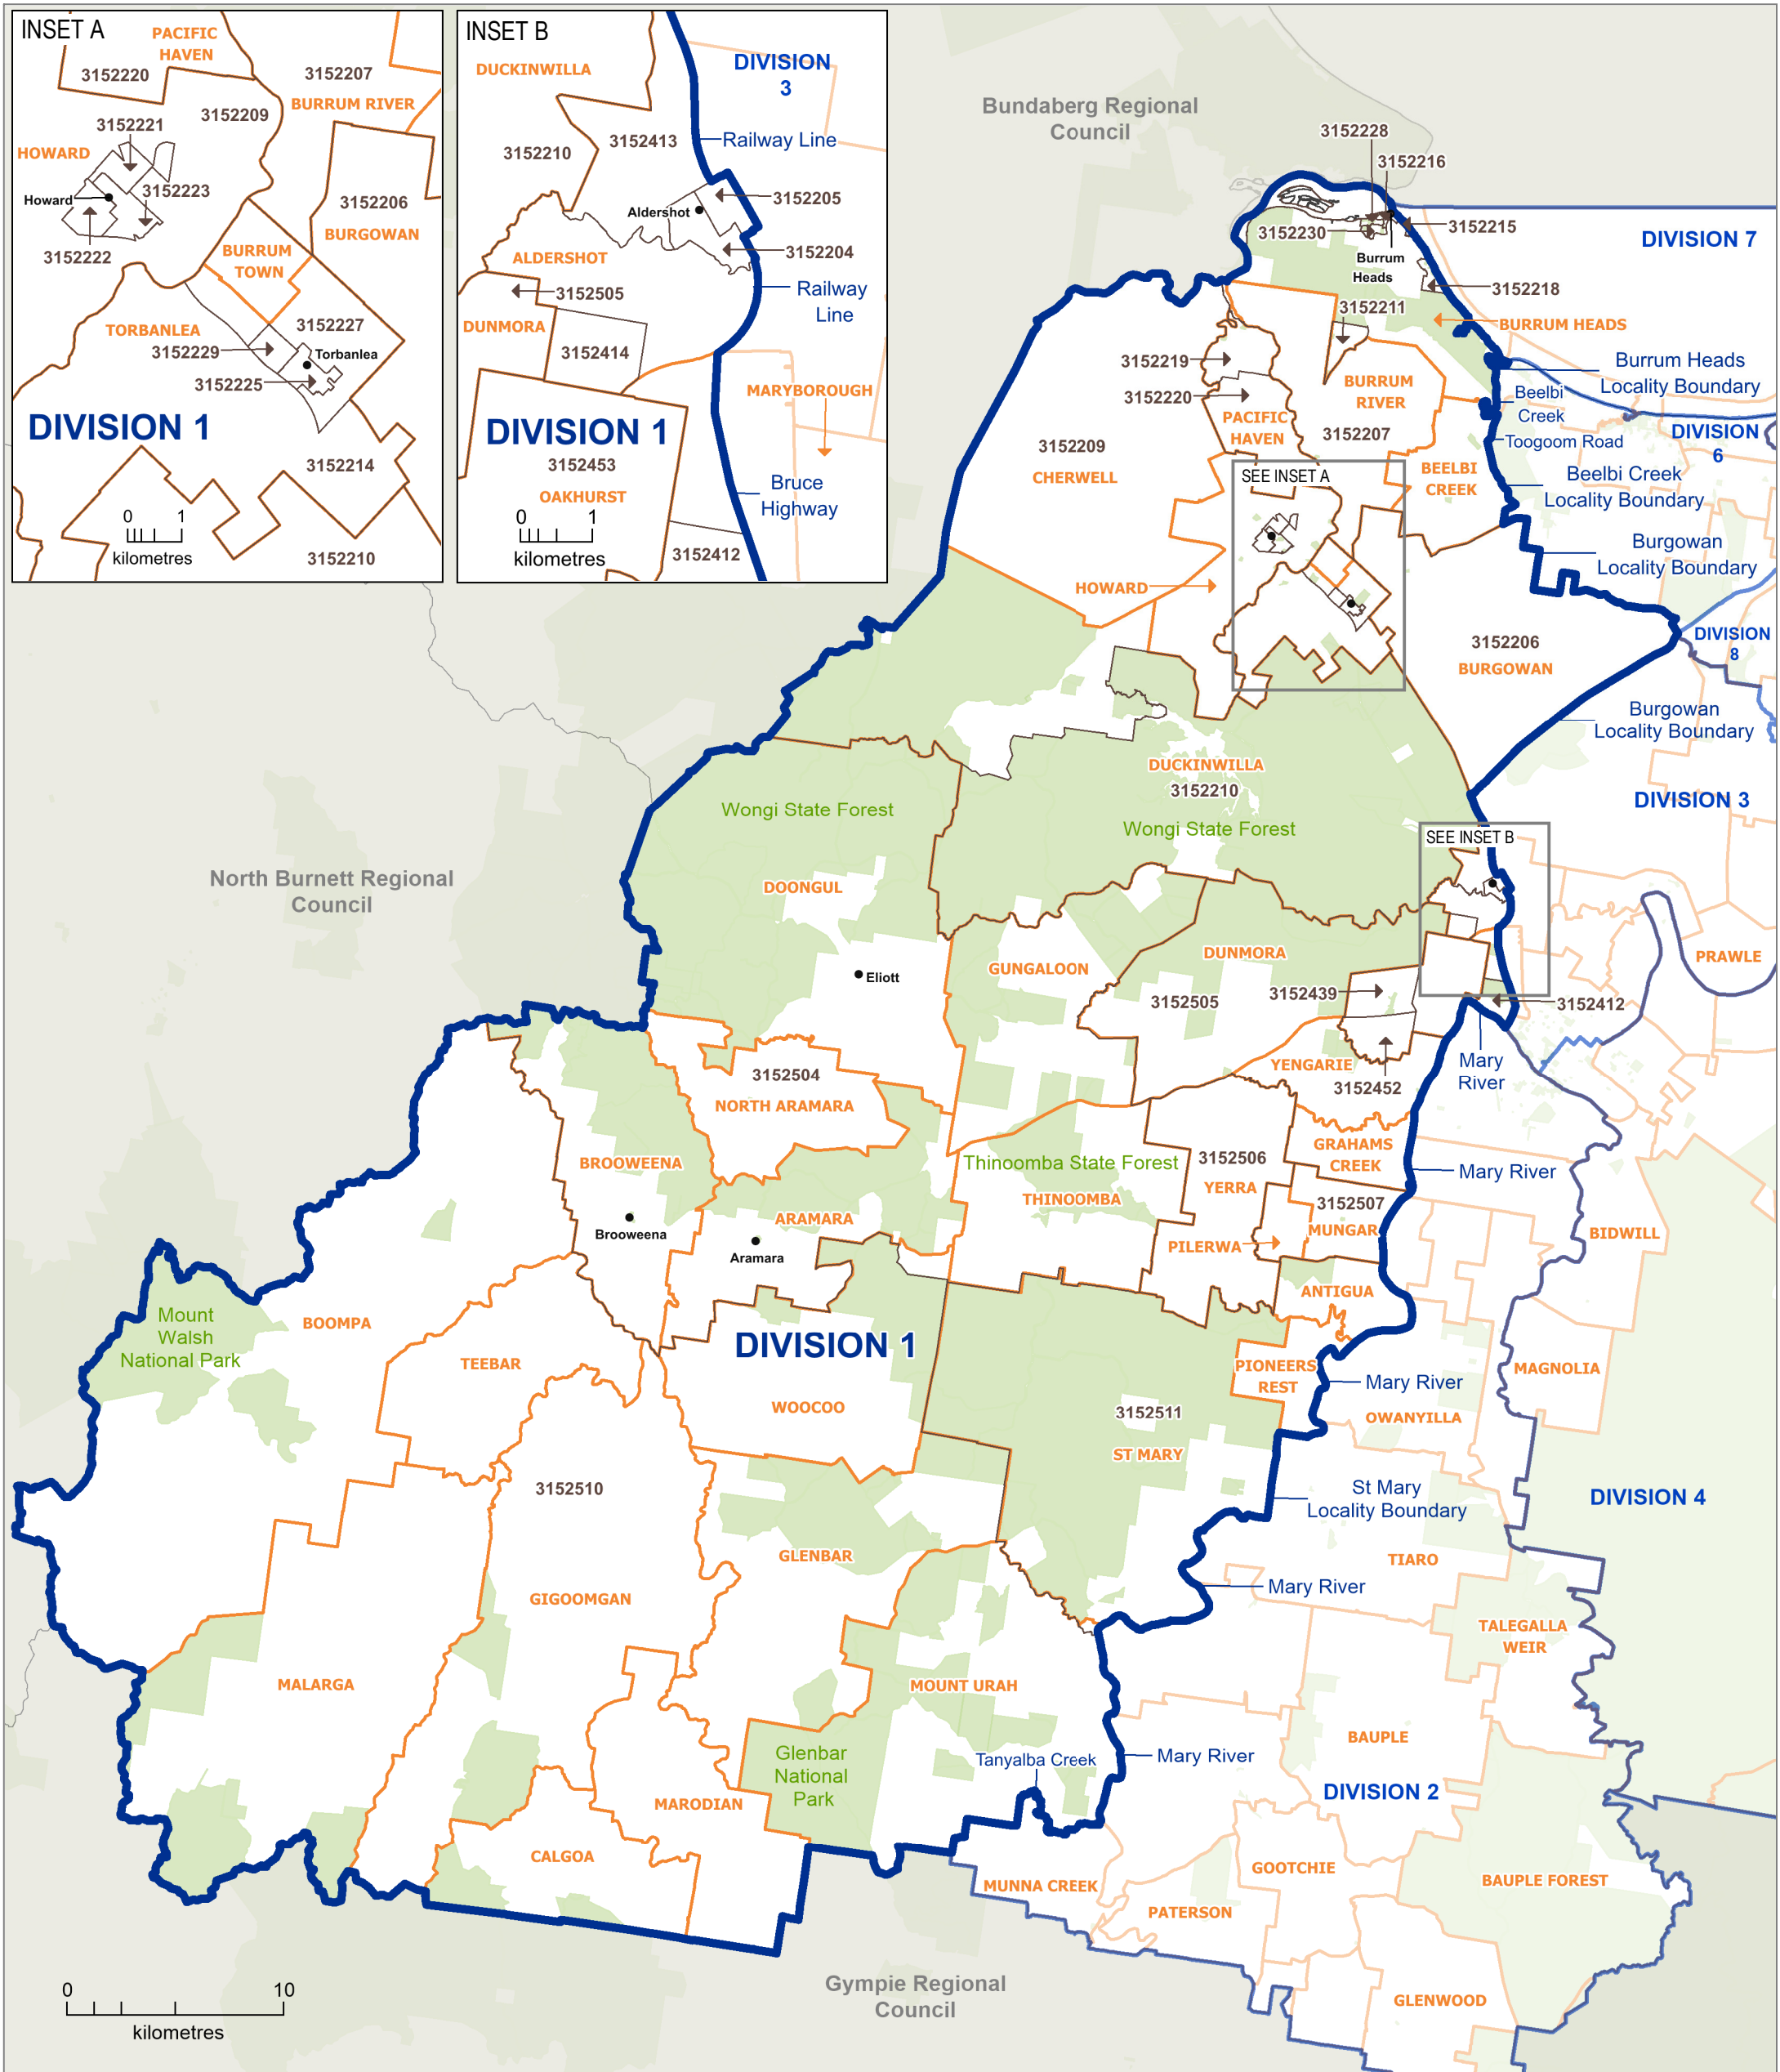 INSET A
PACIFIC
HAVEN
3152220
3152207
BURRUM RIVER
3152209
3152221
HOWARD
3152223
Howard
3152206
BURGOWAN
3152222
BURRUM
TOWN
TORBANLEA
3152227
3152229
Torbanlea
3152225
DIVISION 1
3152214
0 1
kilometres
3152210
INSET B
DIVISION
3
DUCKINWILLA
Railway Line
3152413
3152210
3152205
Aldershot
3152204
ALDERSHOT
Railway
Line
3152505
DUNMORA
3152414
MARYBOROUGH
DIVISION 1
3152453
OAKHURST
Bruce
Highway
0 1
kilometres
3152412
Bundaberg Regional
Council
3152228
3152216
3152215
3152230
DIVISION 7
Burrum
Heads
3152218
3152211
BURRUM HEADS
3152219
Burrum Heads
Locality Boundary
3152220
BURRUM
RIVER
Beelbi
Creek
PACIFIC
HAVEN
3152207
Toogoom Road
DIVISION
6
3152209
CHERWELL
SEE INSET A
BEELBI
CREEK
Beelbi Creek
Locality Boundary
Burgowan
Locality Boundary
HOWARD
3152206
BURGOWAN
DIVISION
8
Burgowan
Locality Boundary
DUCKINWILLA
3152210
Wongi State Forest
Wongi State Forest
DIVISION 3
SEE INSET B
North Burnett Regional
Council
DOONGUL
Eliott
GUNGALOON
DUNMORA
PRAWLE
3152505
3152439
3152412
YENGARIE
Mary
River
3152452
3152504
NORTH ARAMARA
BROOWEENA
Thinoomba State Forest
THINOOMBA
3152506
YERRA
GRAHAMS
CREEK
Mary River
3152507
MUNGAR
Brooweena
ARAMARA
Aramara
PILERWA
BIDWILL
ANTIGUA
Mount
Walsh
National Park
BOOMPA
TEEBAR
DIVISION 1
WOOCOO
PIONEERS
REST
Mary River
MAGNOLIA
OWANYILLA
3152511
ST MARY
3152510
St Mary
Locality Boundary
DIVISION 4
GLENBAR
TIARO
GIGOOMGAN
Mary River
TALEGALLA
WEIR
MALARGA
MOUNT URAH
BAUPLE
Glenbar
National
Park
Tanyalba Creek
Mary River
DIVISION 2
MARODIAN
CALGOA
MUNNA CREEK
GOOTCHIE
BAUPLE FOREST
PATERSON
Gympie Regional
Council
GLENWOOD
0 10
kilometres